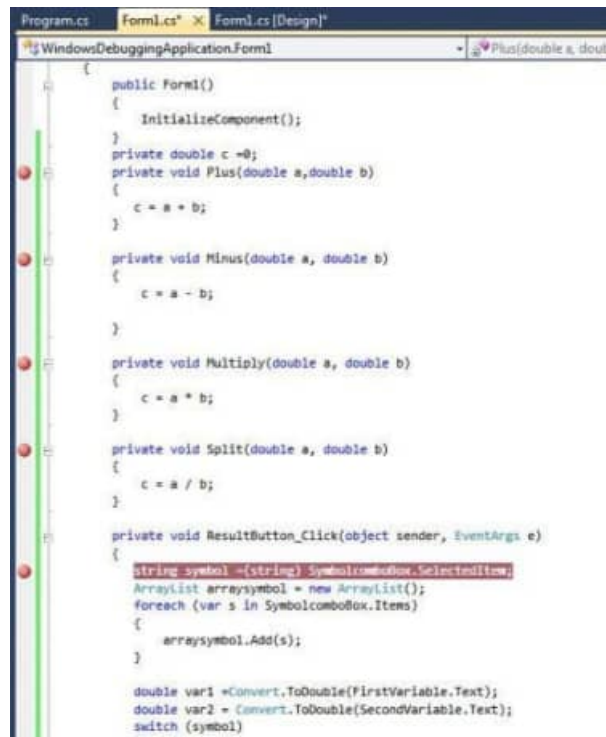 Program.cs Form1.cs* Form1.cs [Design]*
WindowsDebuggingApplication.Form1 Plus(double a, doub
{
public Form1()
{
InitializeComponent();
}
private double c =0;
private void Plus(double a,double b)
{
c = a + b;
}
private void Minus(double a, double b)
{
c = a - b;
}
private void Multiply(double a, double b)
{
c = a * b;
}
private void Split(double a, double b)
{
c = a / b;
}
private void ResultButton_Click(object sender, EventArgs e)
{
string symbol =(string) SymbolcomboBox.SelectedItem;
ArrayList arraysymbol = new ArrayList();
foreach (var s in SymbolcomboBox.Items)
{
arraysymbol.Add(s);
}
double var1 =Convert.ToDouble(FirstVariable.Text);
double var2 = Convert.ToDouble(SecondVariable.Text);
switch (symbol)